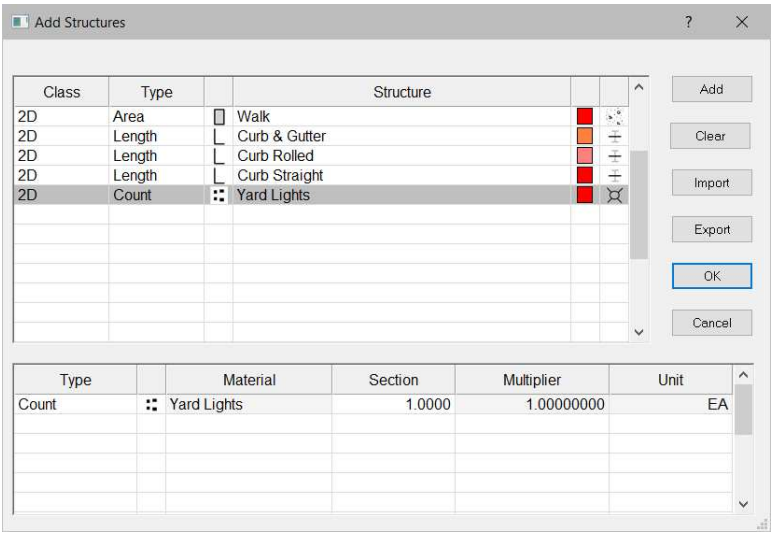 Add Structures ?
Class Type Structure
2D Area Walk
2D Length Curb & Gutter
2D Length Curb Rolled
2D Length Curb Straight
2D Count Yard Lights
Add
Clear
Import
Export
OK
Cancel
Type Material Section Multiplier Unit
Count Yard Lights 1.0000 1.00000000 EA